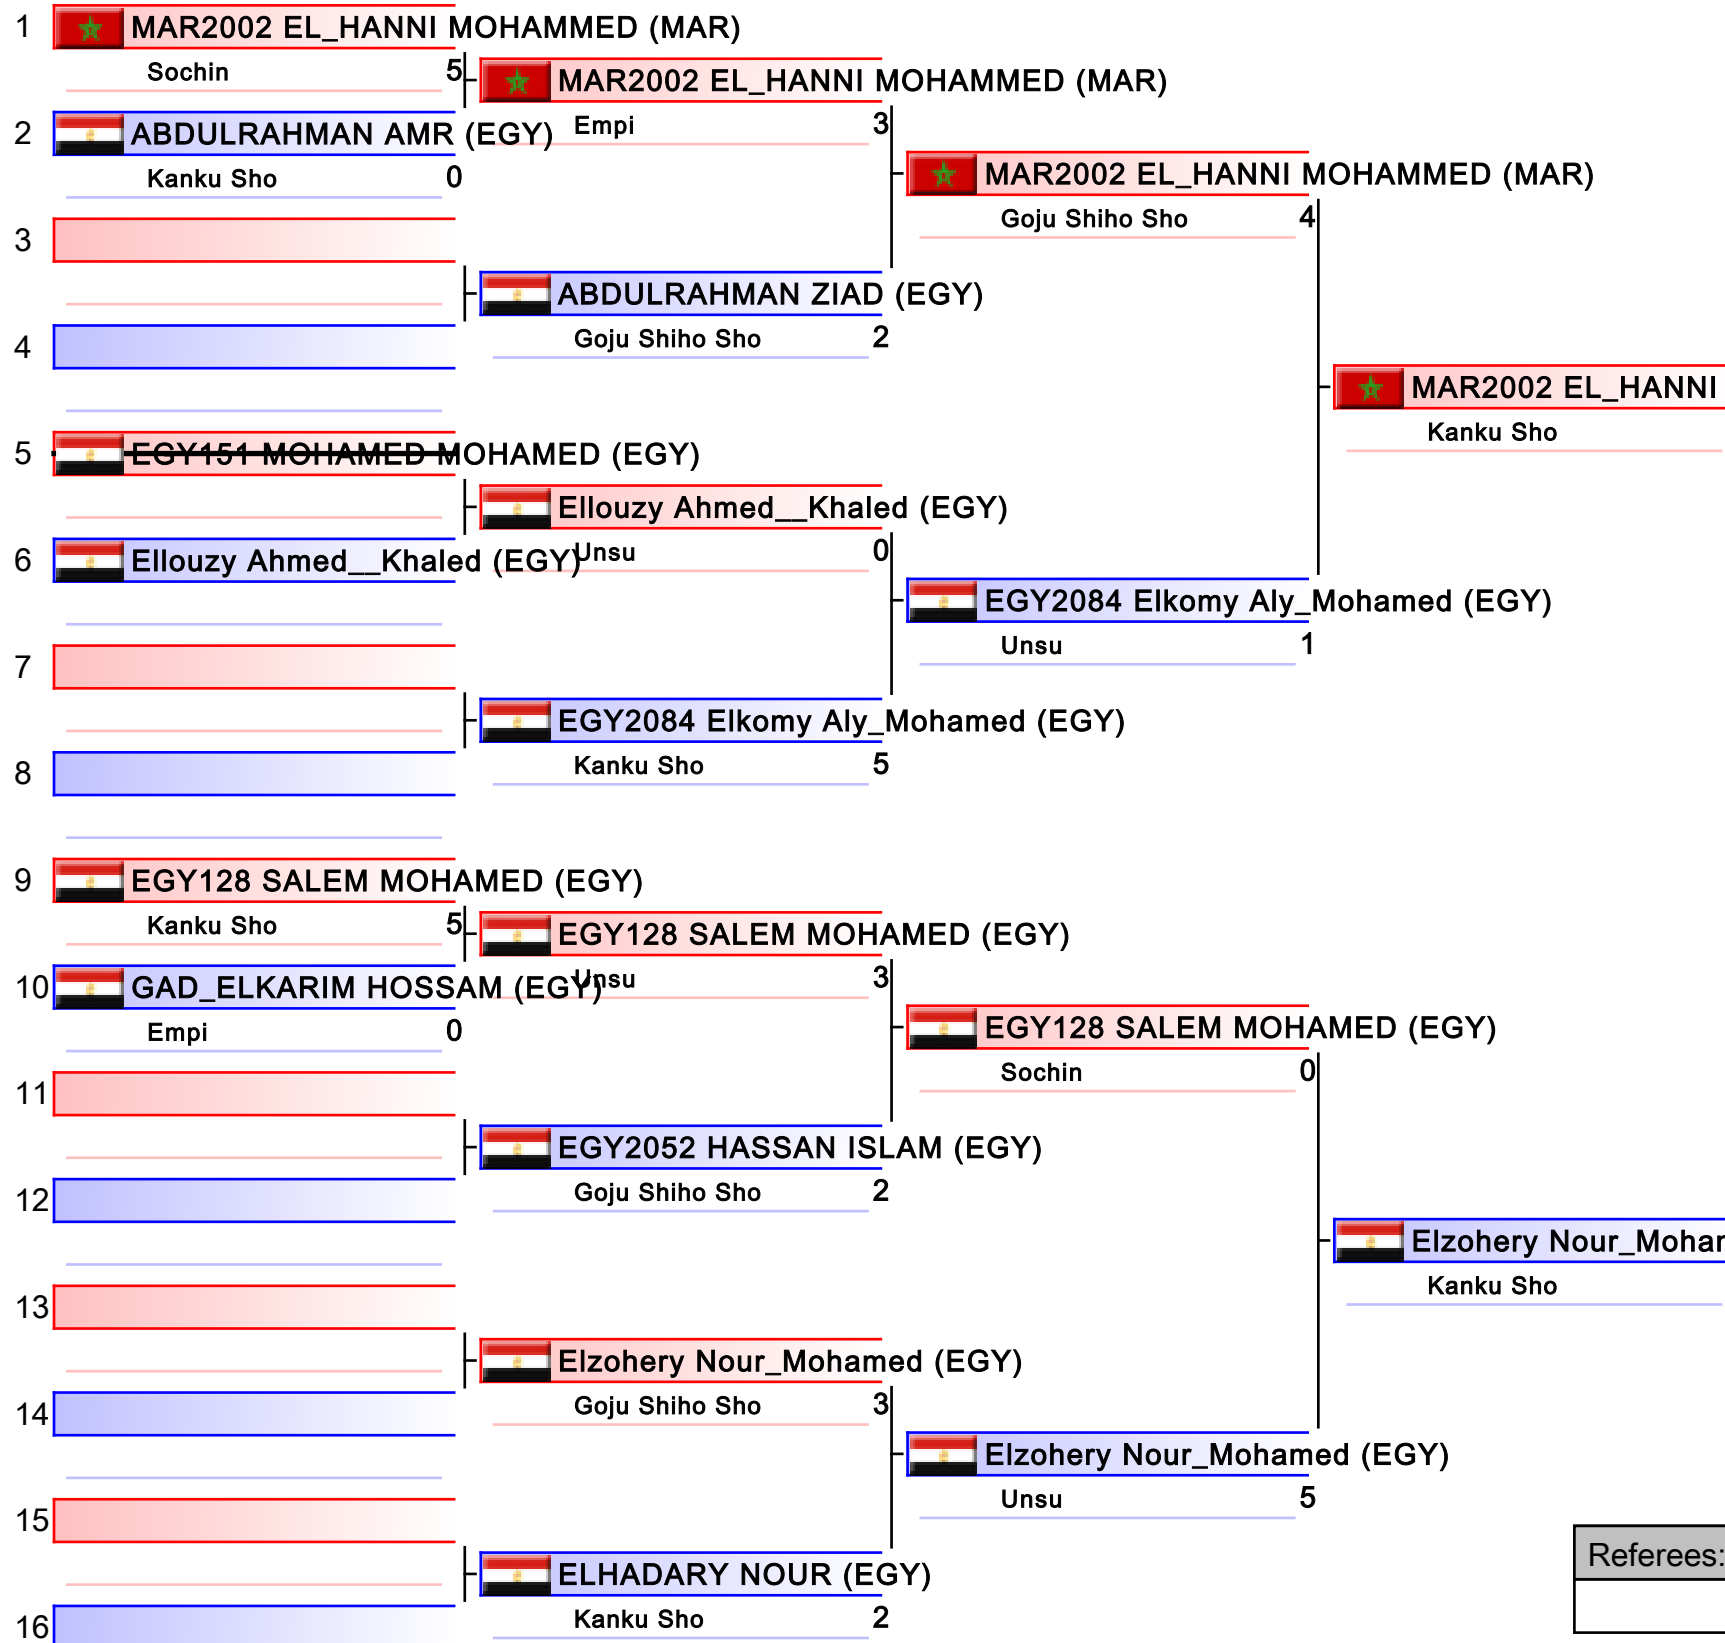 1 MAR2002 EL_HANNI MOHAMMED (MAR)
Sochin 5
2 ABDULRAHMAN AMR (EGY)
Kanku Sho 0
3
4
5 EGY151 MOHAMED MOHAMED (EGY)
6 Ellouzy Ahmed__Khaled (EGY)
7
8
9 EGY128 SALEM MOHAMED (EGY)
Kanku Sho 5
10 GAD_ELKARIM HOSSAM (EGY)
Empi 0
11
12
13
14
15
16
MAR2002 EL_HANNI MOHAMMED (MAR)
Empi 3
ABDULRAHMAN ZIAD (EGY)
Goju Shiho Sho 2
Ellouzy Ahmed__Khaled (EGY)
Unsu 0
EGY2084 Elkomy Aly_Mohamed (EGY)
Kanku Sho 5
EGY128 SALEM MOHAMED (EGY)
Unsu 3
EGY2052 HASSAN ISLAM (EGY)
Goju Shiho Sho 2
Elzohery Nour_Mohamed (EGY)
Goju Shiho Sho 3
ELHADARY NOUR (EGY)
Kanku Sho 2
MAR2002 EL_HANNI MOHAMMED (MAR)
Goju Shiho Sho 4
EGY2084 Elkomy Aly_Mohamed (EGY)
Unsu 1
EGY128 SALEM MOHAMED (EGY)
Sochin 0
Elzohery Nour_Mohamed (EGY)
Unsu 5
MAR2002 EL_HANNI
Kanku Sho
Elzohery
Kanku Sho
Referees: